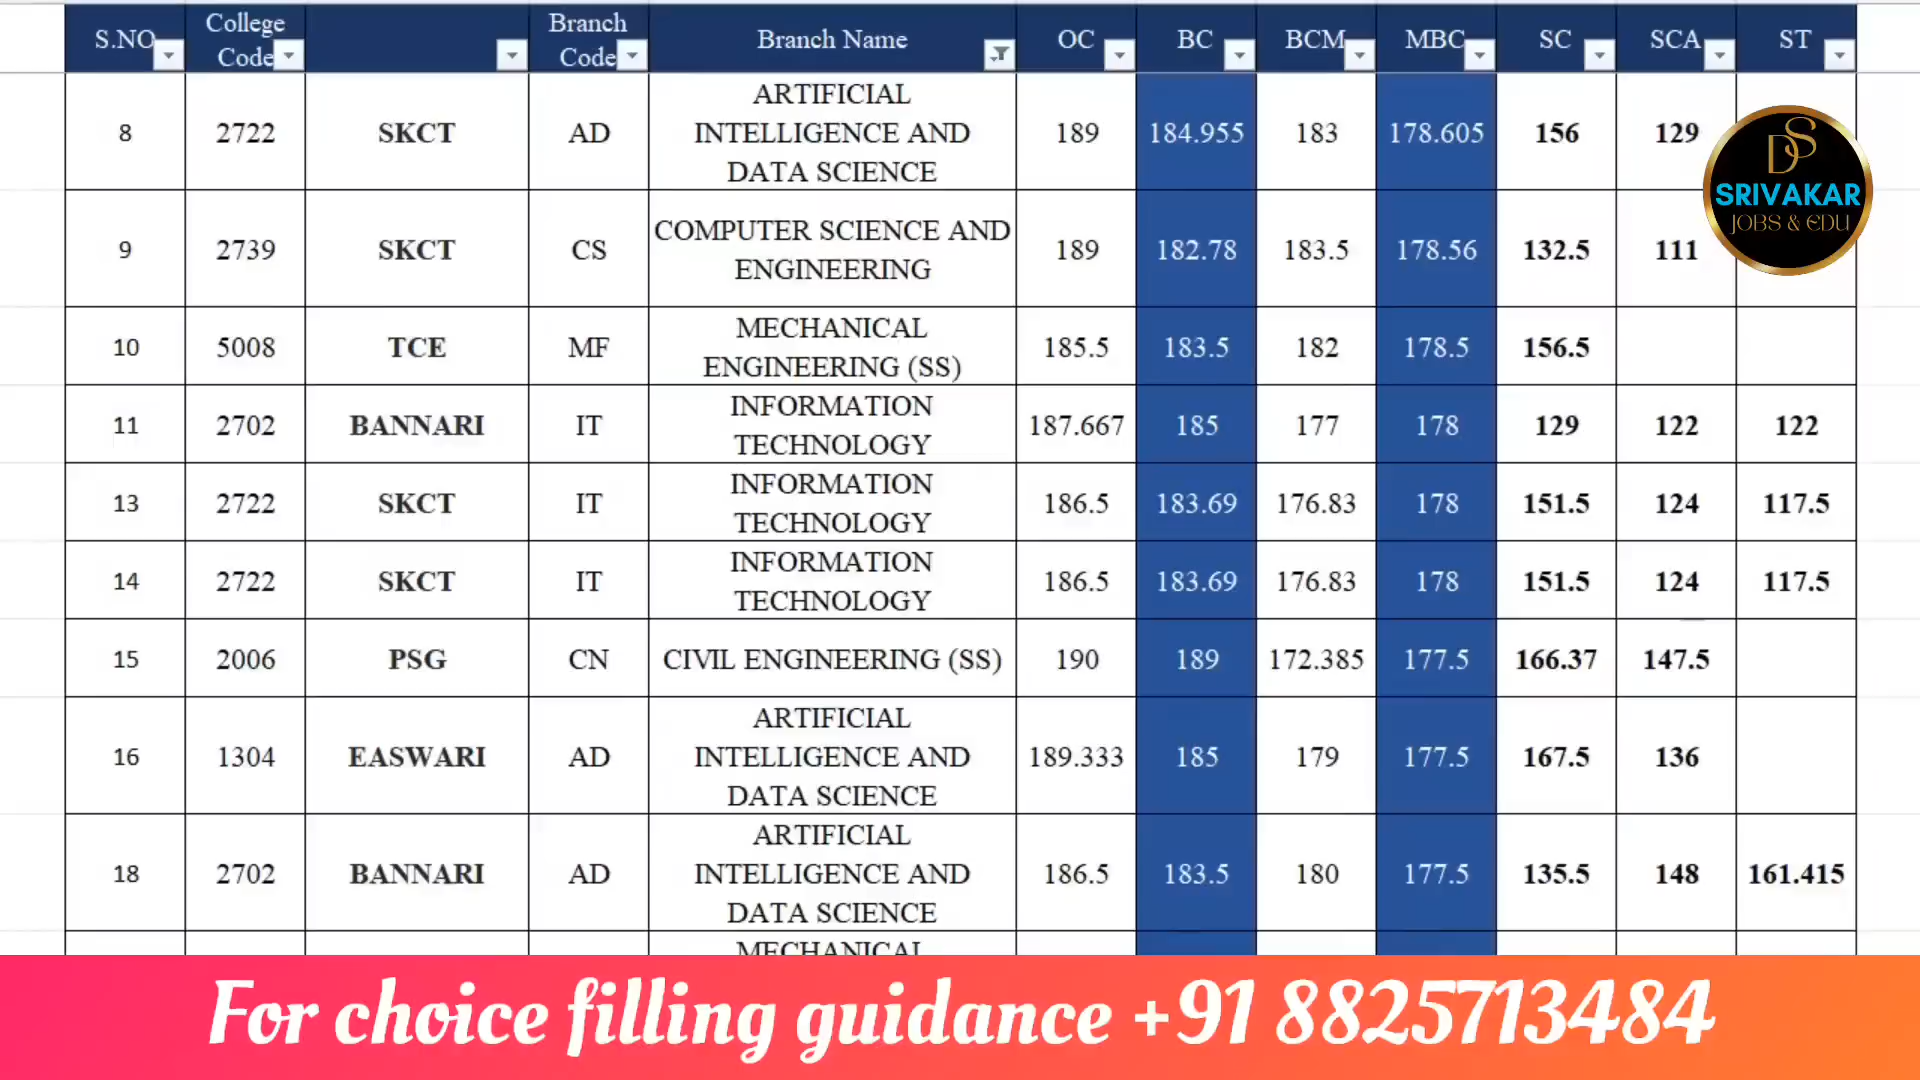 S.NO College Code Branch Code Branch Name OC BC BCM MBC SC SCA ST
8 2722 SKCT AD ARTIFICIAL INTELLIGENCE AND DATA SCIENCE 189 184.955 183 178.605 156 129
9 2739 SKCT CS COMPUTER SCIENCE AND ENGINEERING 189 182.78 183.5 178.56 132.5 111
10 5008 TCE MF MECHANICAL ENGINEERING (SS) 185.5 183.5 182 178.5 156.5
11 2702 BANNARI IT INFORMATION TECHNOLOGY 187.667 185 177 178 129 122 122
13 2722 SKCT IT INFORMATION TECHNOLOGY 186.5 183.69 176.83 178 151.5 124 117.5
14 2722 SKCT IT INFORMATION TECHNOLOGY 186.5 183.69 176.83 178 151.5 124 117.5
15 2006 PSG CN CIVIL ENGINEERING (SS) 190 189 172.385 177.5 166.37 147.5
16 1304 EASWARI AD ARTIFICIAL INTELLIGENCE AND DATA SCIENCE 189.333 185 179 177.5 167.5 136
18 2702 BANNARI AD ARTIFICIAL INTELLIGENCE AND DATA SCIENCE 186.5 183.5 180 177.5 135.5 148 161.415
MECHANICAL
DS
SRIVAKAR
JOBS & EDU
For choice filling guidance +91 8825713484